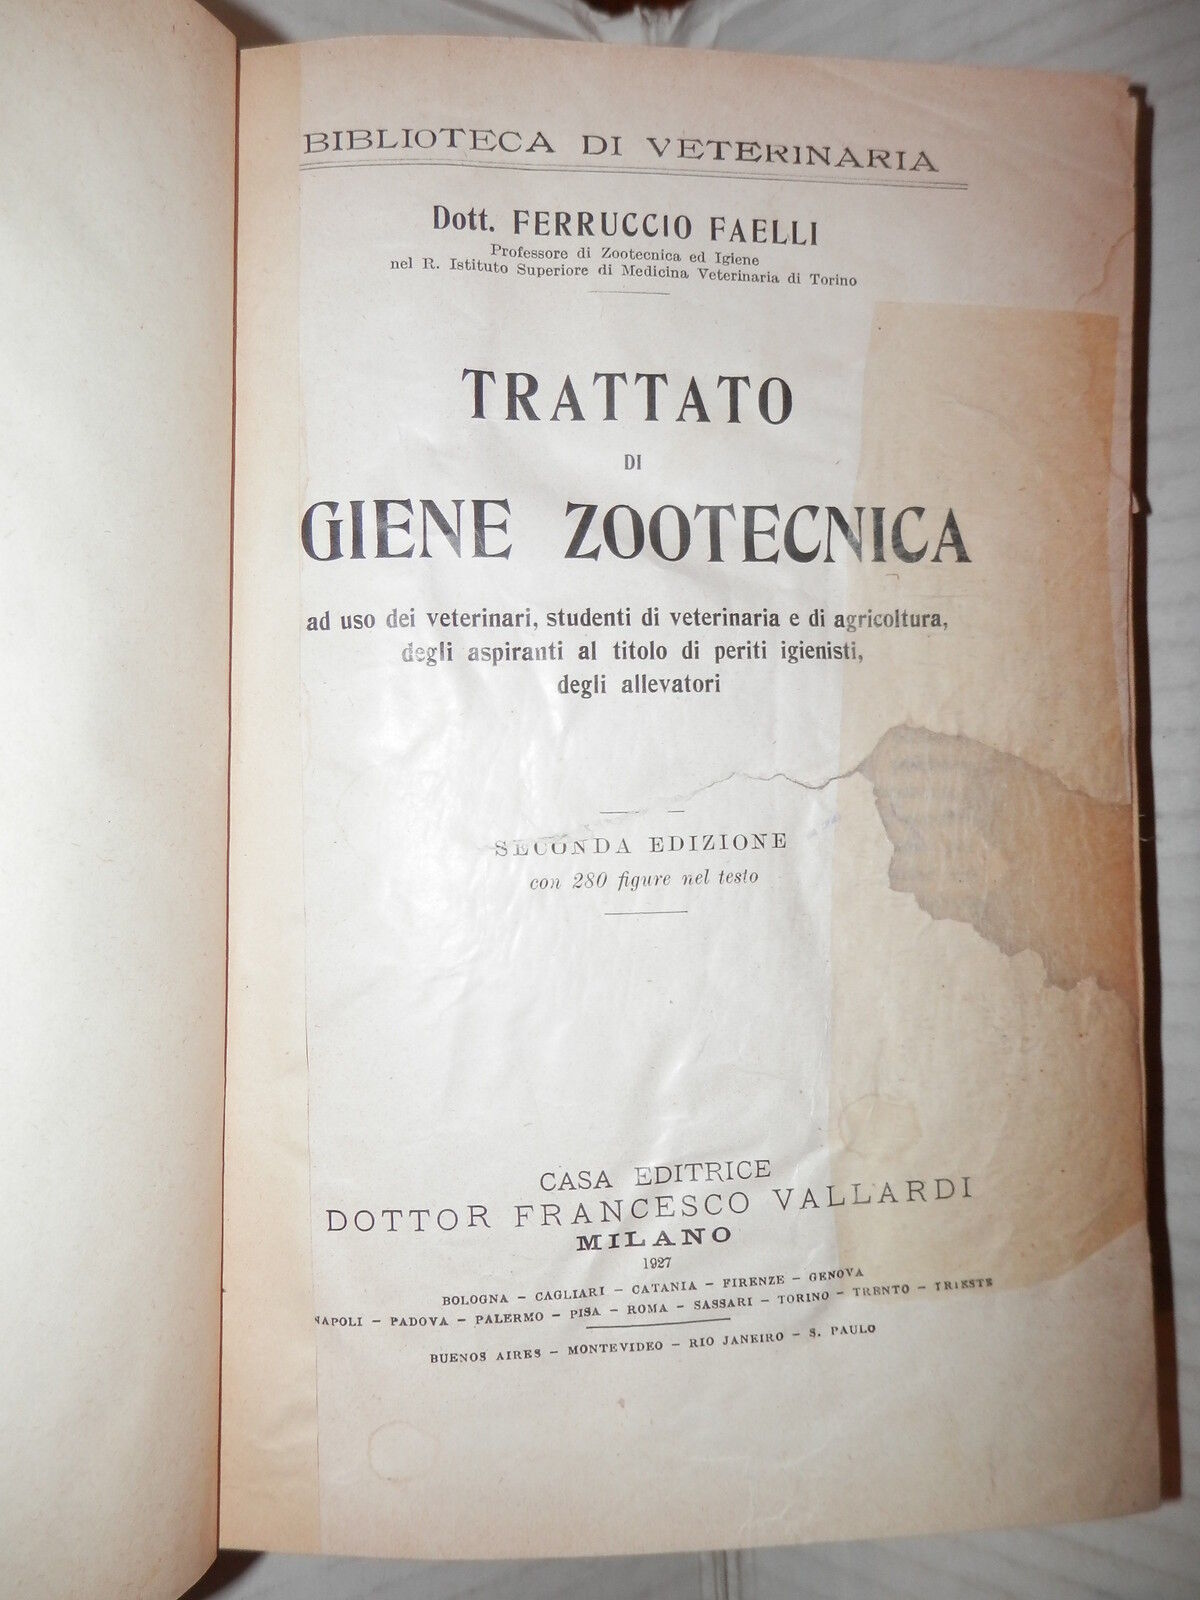 BIBLIOTECA DI VETERINARIA
Dott. FERRUCCIO FAELLI
Professore di Zootecnica ed Igiene
nel R. Istituto Superiore di Medicina Veterinaria di Torino
TRATTATO
DI
GIENE ZOOTECNICA
ad uso dei veterinari, studenti di veterinaria e di agricoltura,
degli aspiranti al titolo di periti igienisti,
degli allevatori
SECONDA EDIZIONE
con 280 figure nel testo
CASA EDITRICE
DOTTOR FRANCESCO VALLARDI
MILANO
1927
BOLOGNA – CAGLIARI – CATANIA – FIRENZE – GENOVA
NAPOLI – PADOVA – PALERMO – PISA – ROMA – SASSARI – TORINO – TRENTO – TRIESTE
BUENOS AIRES – MONTEVIDEO – RIO JANEIRO – S. PAULO